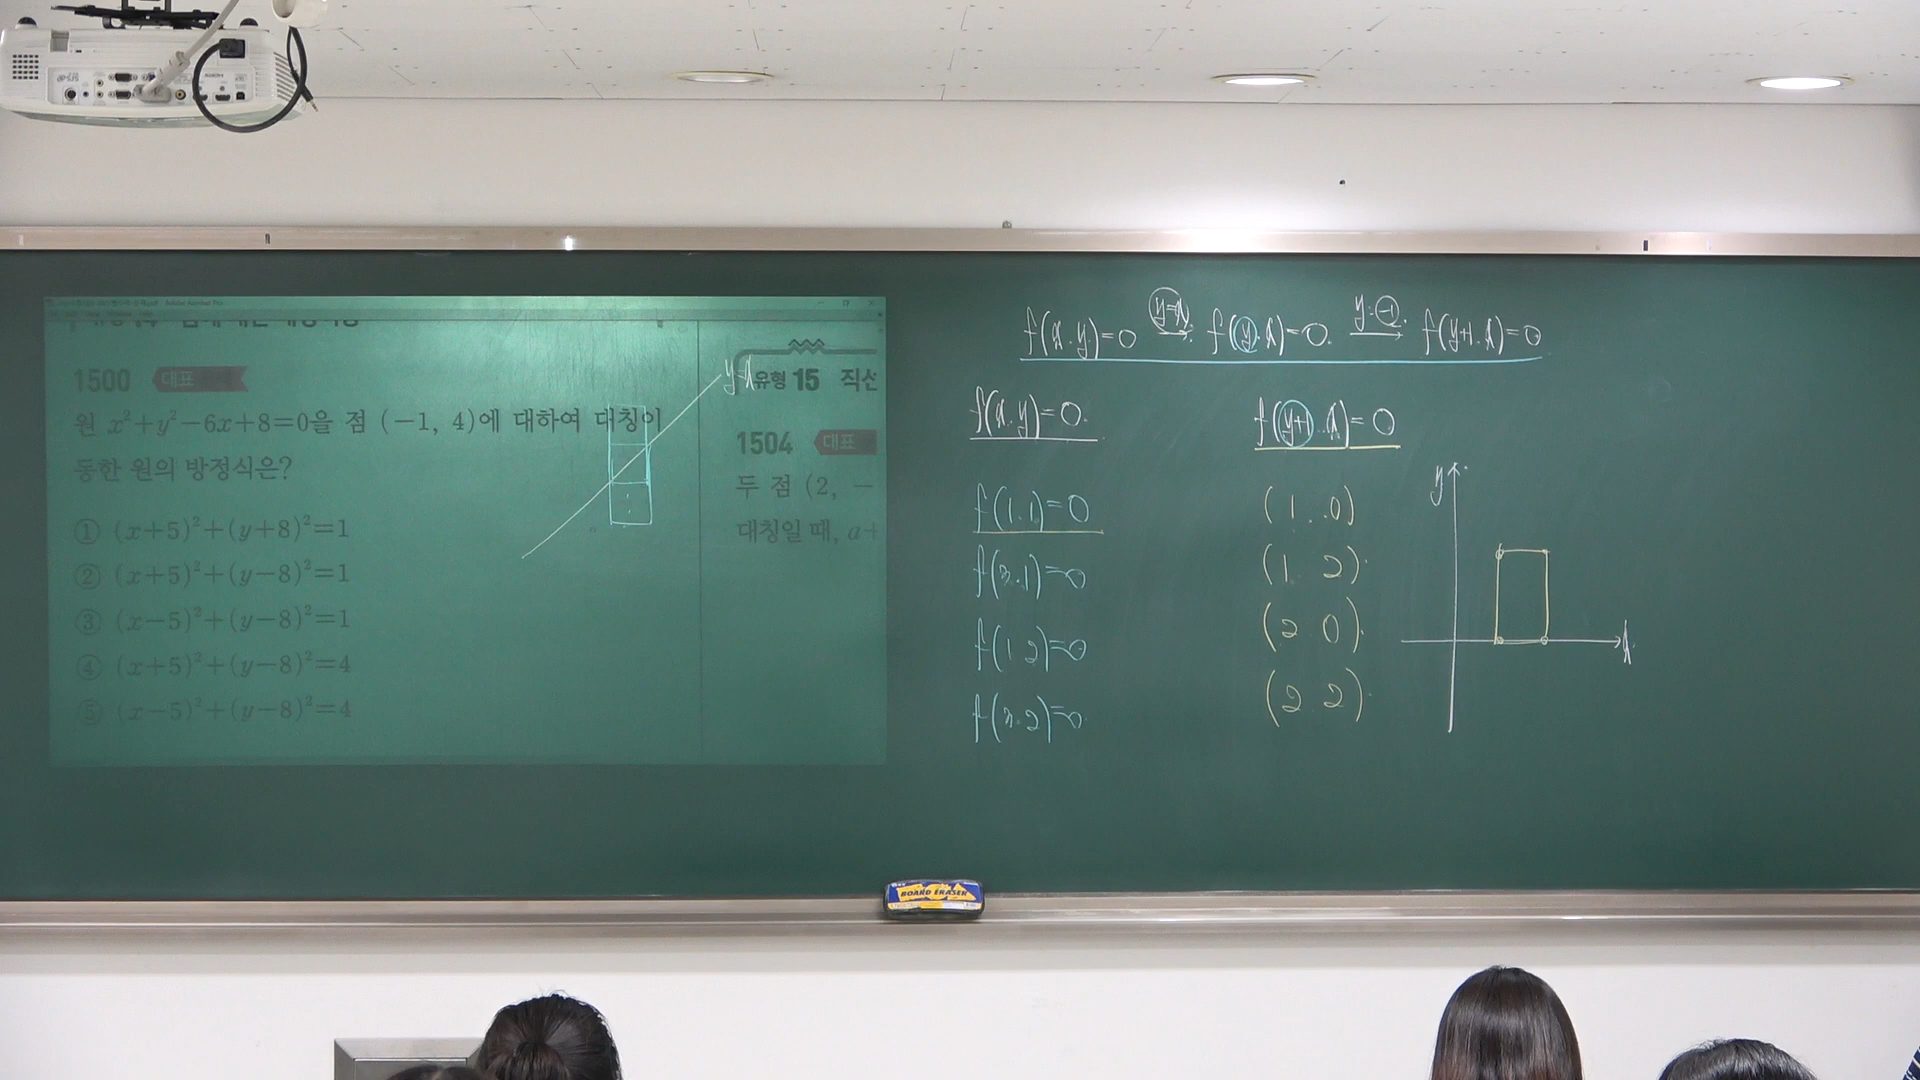 1500 대표
원 x²+y²−6x+8=0을 점 (−1, 4)에 대하여 대칭이
동한 원의 방정식은?
① (x+5)²+(y+8)²=1
② (x+5)²+(y−8)²=1
③ (x−5)²+(y−8)²=1
④ (x+5)²+(y−8)²=4
⑤ (x−5)²+(y−8)²=4
y=x
유형 15 직선
1504 대표
두 점 (2, −
대칭일 때, a+
f(x.y)=0 y=x → f(y.x)=0. y:-1. → f(y+1.x)=0
f(x.y)=0. f(y+1.x)=0
f(1.1)=0 (1..0)
f(3.1)=0 (1 2).
f(1 2)=0 (2 0).
f(3.2)=0 (2 2).
y
x
BOARD ERASER